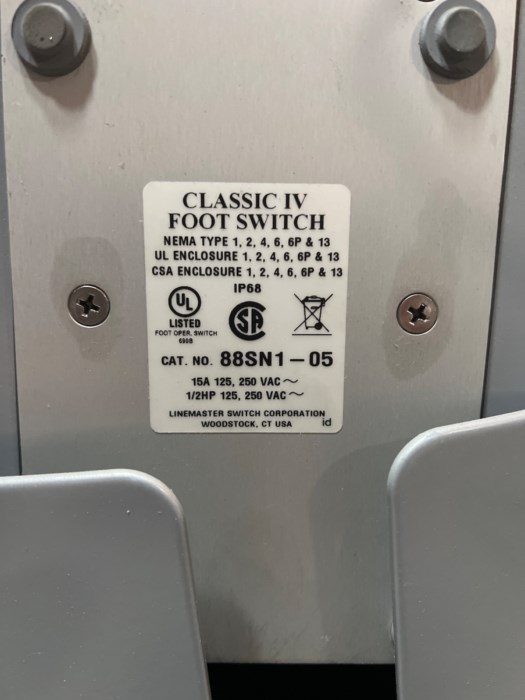 CLASSIC IV
FOOT SWITCH
NEMA TYPE 1, 2, 4, 6, 6P & 13
UL ENCLOSURE 1, 2, 4, 6, 6P & 13
CSA ENCLOSURE 1, 2, 4, 6, 6P & 13
IP68
UL
LISTED
FOOT OPER. SWITCH
SA
CAT. NO. 88SN1-05
15A 125, 250 VAC ~
1/2HP 125, 250 VAC ~
LINEMASTER SWITCH CORPORATION
WOODSTOCK, CT USA
id